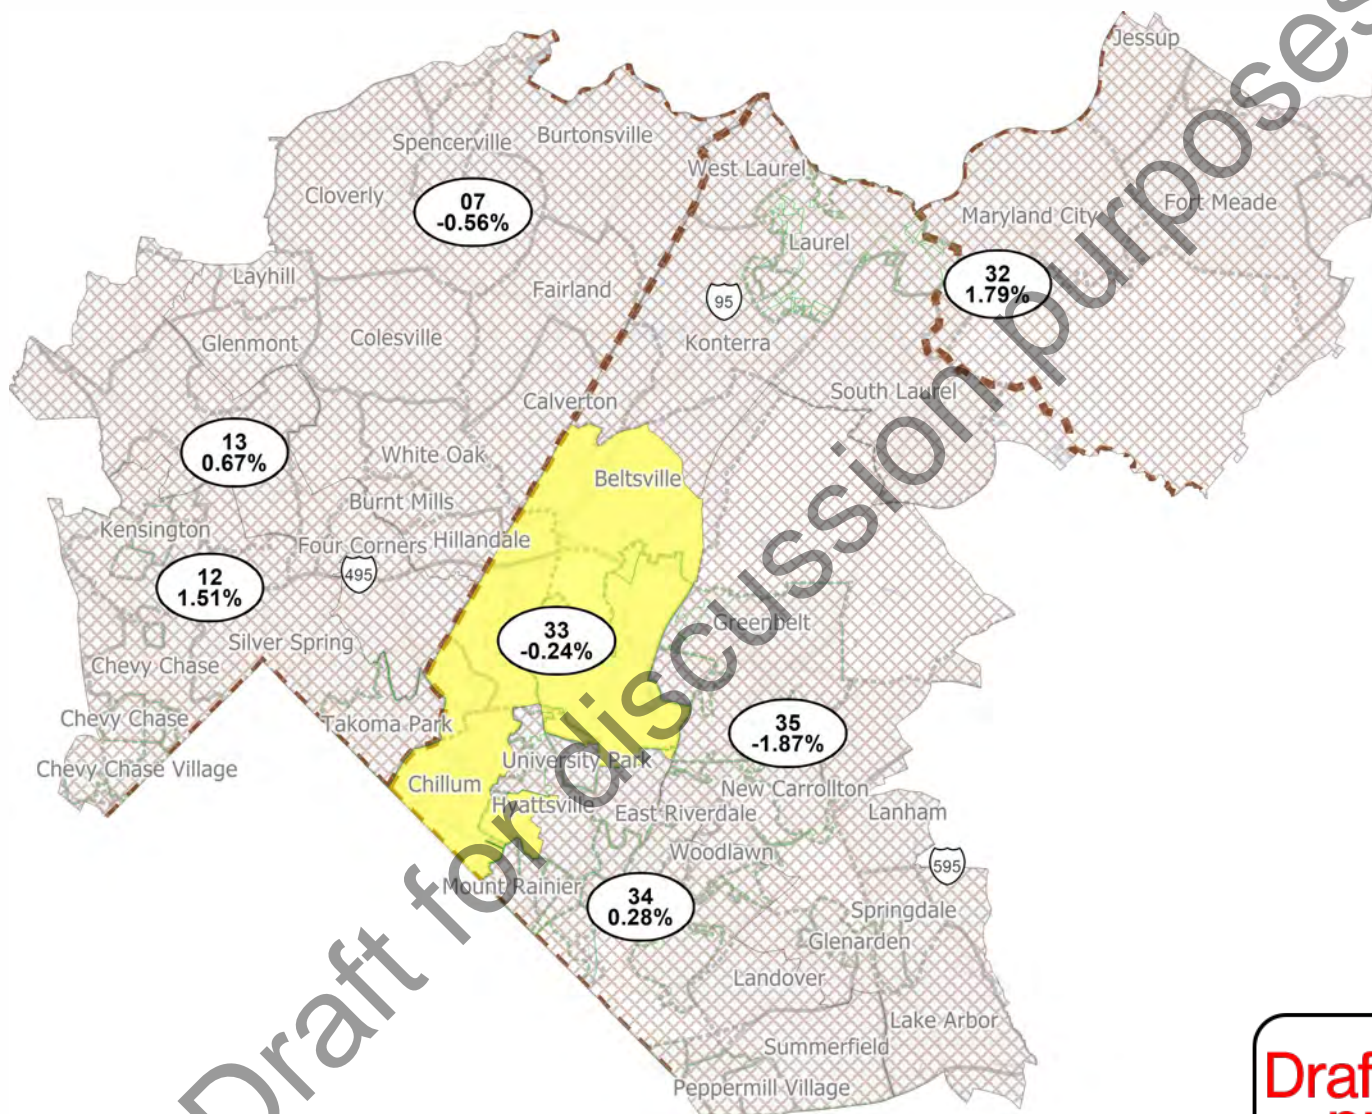 Jessup
Spencerville
Burtonsville
West Laurel
Cloverly
07
-0.56%
Maryland City
Fort Meade
Laurel
Layhill
32
1.79%
Fairland
95
Glenmont
Colesville
Konterra
South Laurel
Calverton
13
0.67%
White Oak
Beltsville
Burnt Mills
Kensington
Four Corners
Hillandale
495
12
1.51%
Greenbelt
33
-0.24%
Silver Spring
Chevy Chase
Chevy Chase
Takoma Park
35
-1.87%
University Park
Chevy Chase Village
Chillum
New Carrollton
Hyattsville
East Riverdale
Lanham
Woodlawn
595
Mount Rainier
34
0.28%
Springdale
Glenarden
Landover
Lake Arbor
Summerfield
Peppermill Village
Draft for discussion purposes